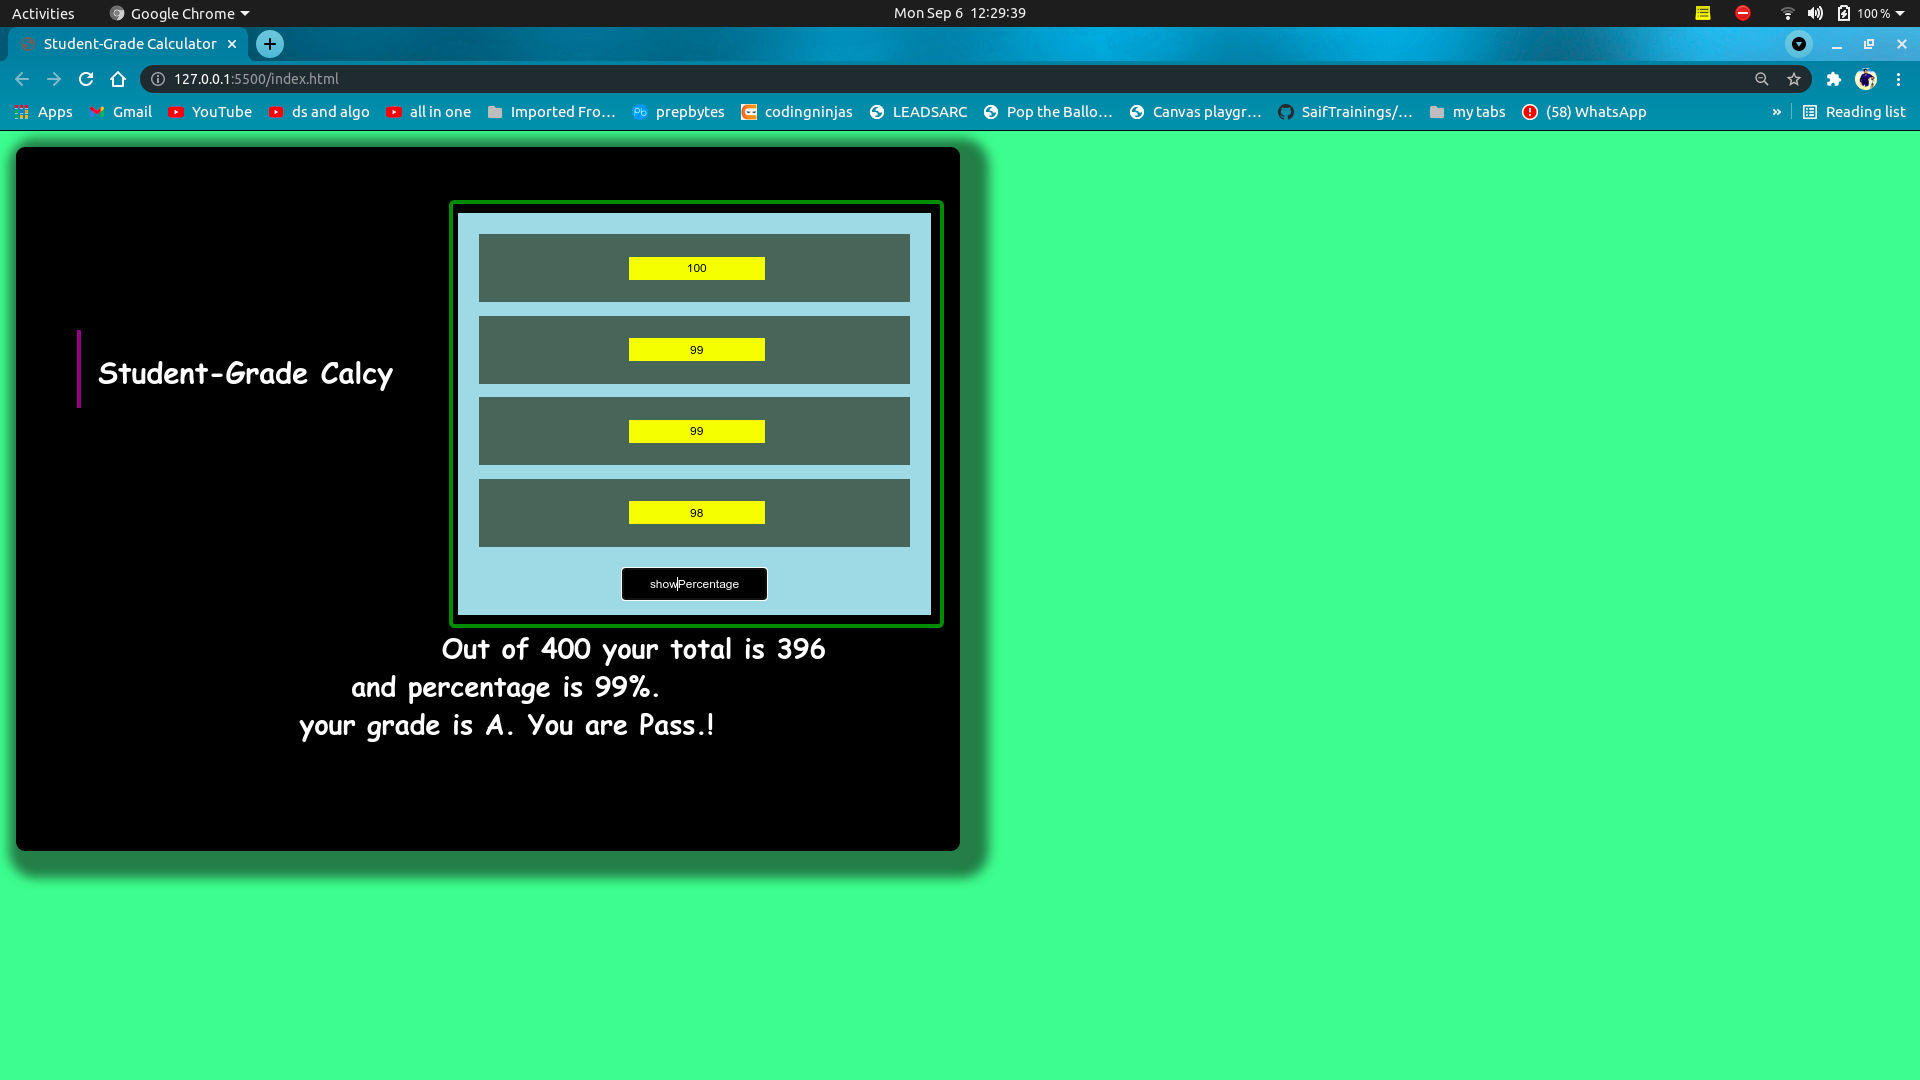 Activities Google Chrome Mon Sep 6 12:29:39 100 %
Student-Grade Calculator
127.0.0.1:5500/index.html
Apps Gmail YouTube ds and algo all in one Imported Fro… prepbytes codingninjas LEADSARC Pop the Ballo… Canvas playgr… SaifTrainings/… my tabs (58) WhatsApp » Reading list
100
99
Student-Grade Calcy
99
98
showPercentage
Out of 400 your total is 396
and percentage is 99%.
your grade is A. You are Pass.!